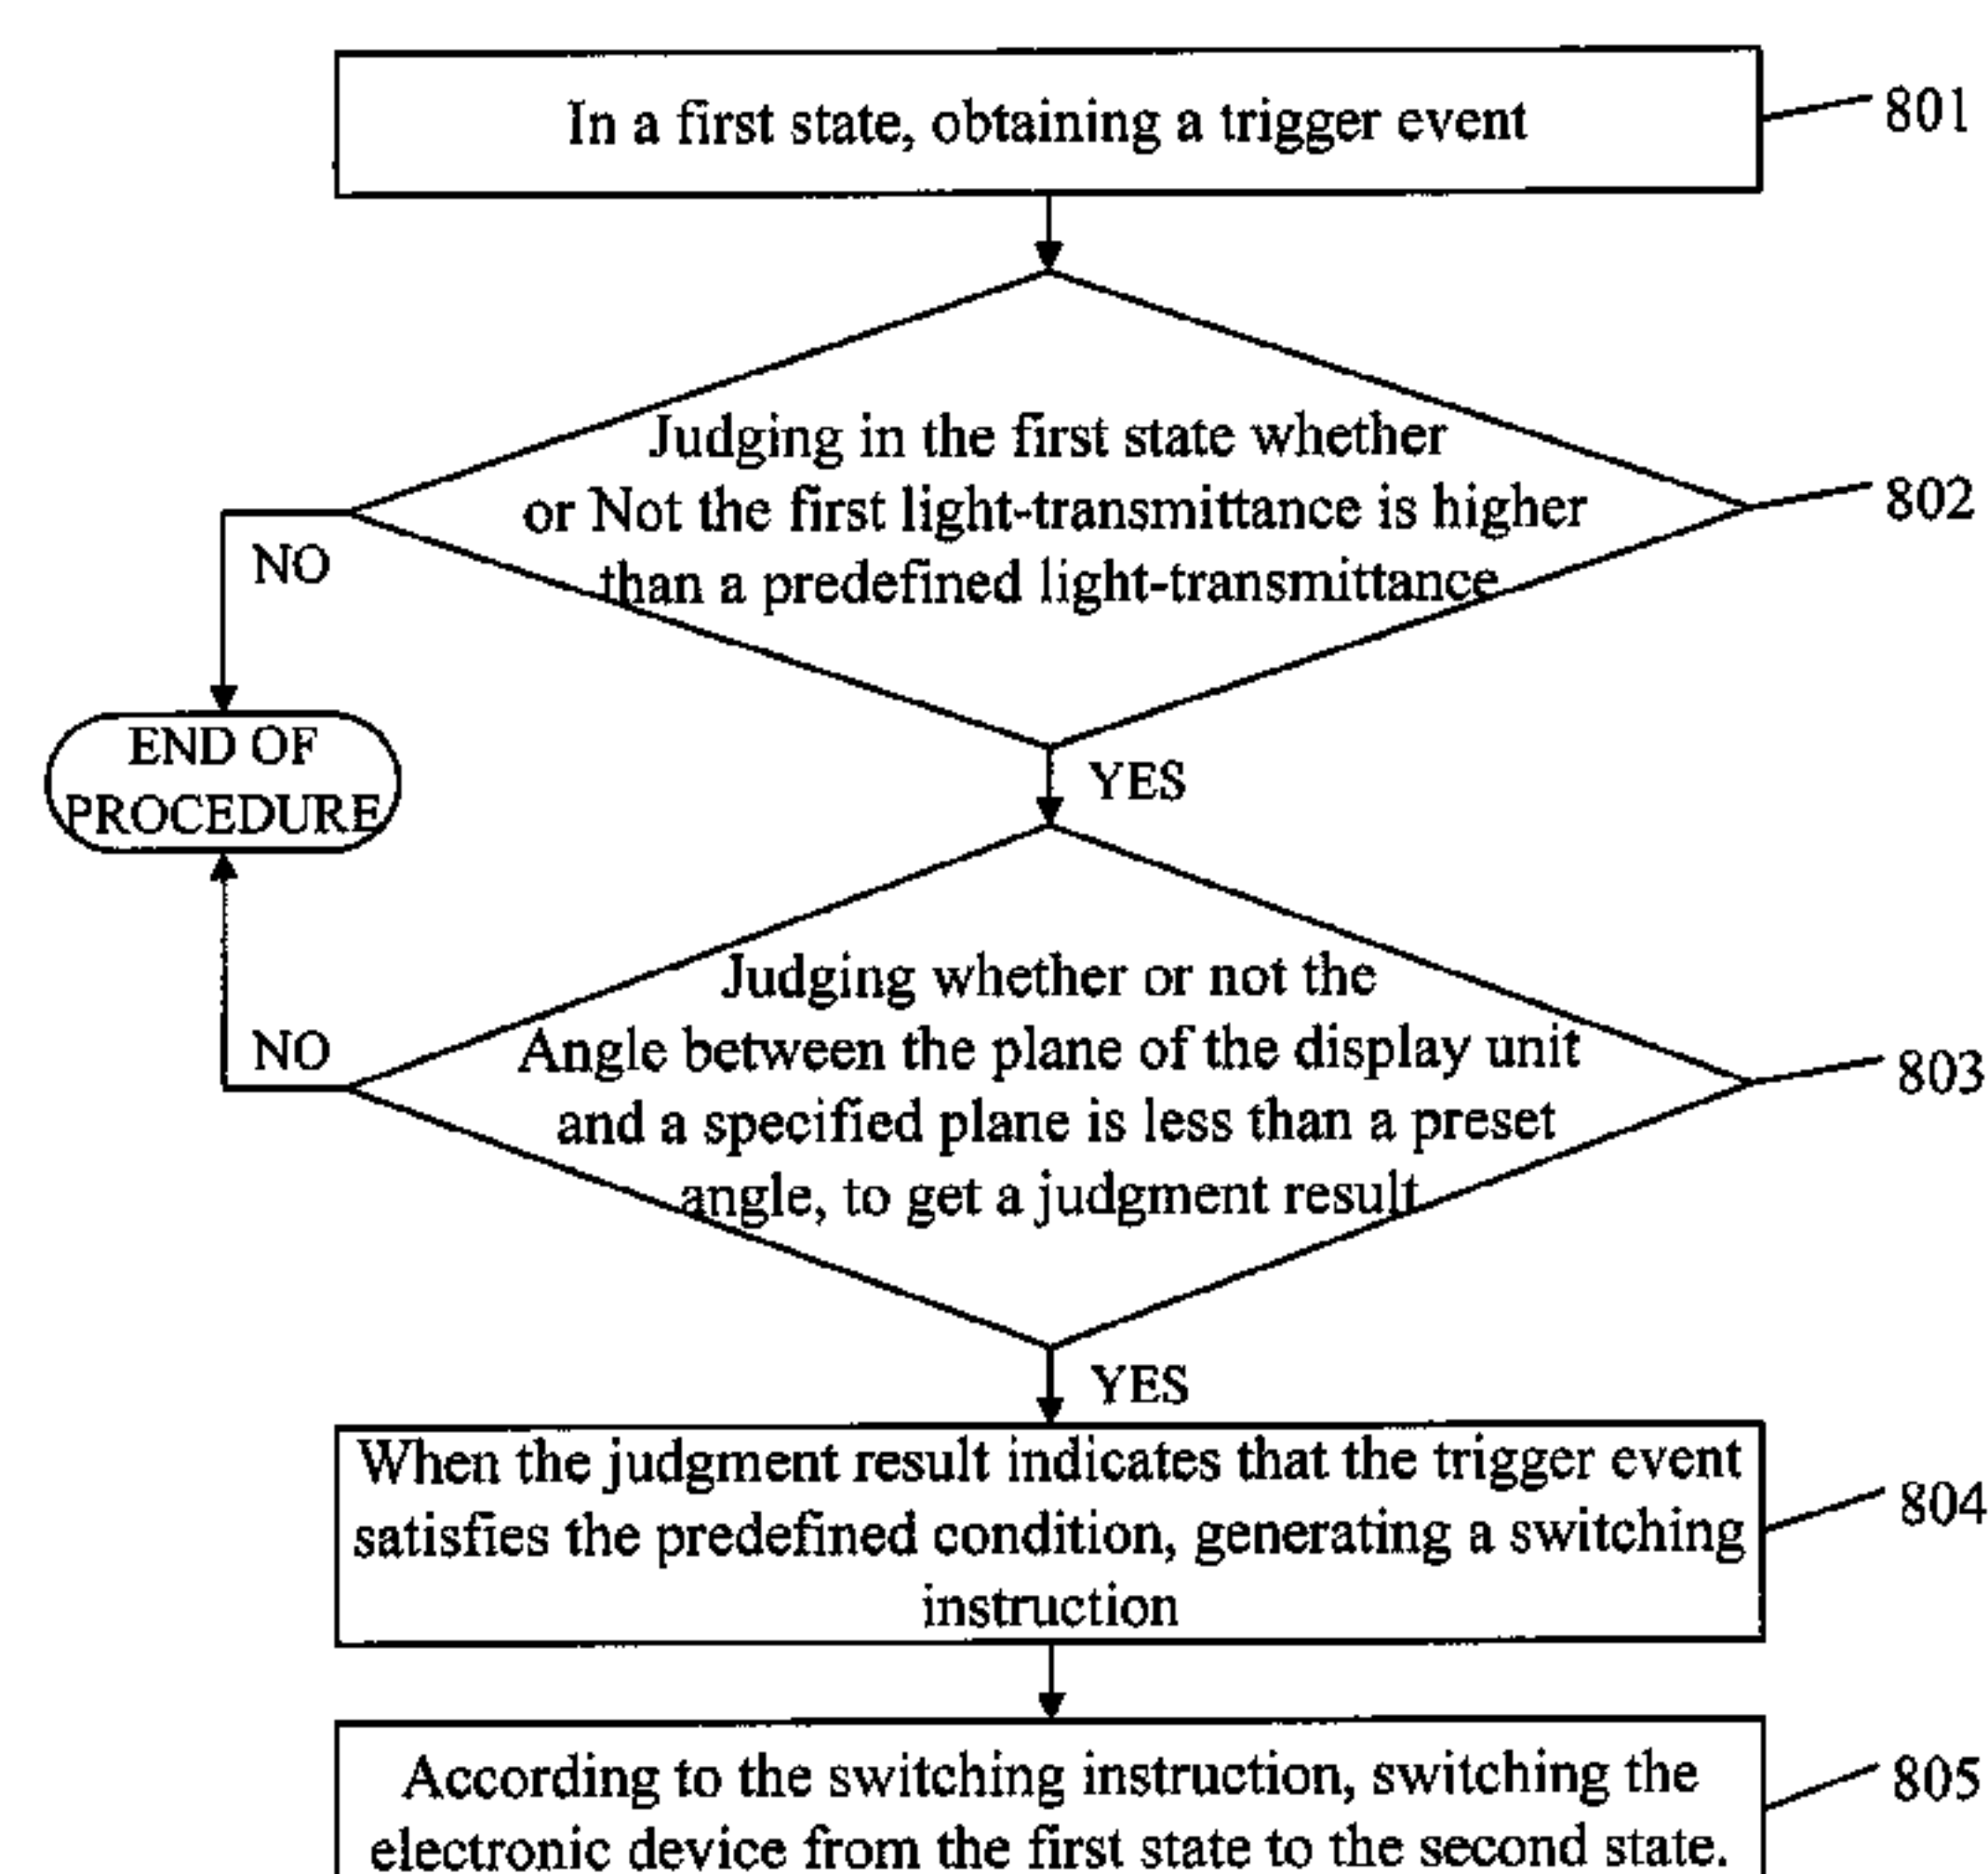 In a first state, obtaining a trigger event
801
Judging in the first state whether
or Not the first light-transmittance is higher
than a predefined light-transmittance
802
NO
END OF
PROCEDURE
YES
Judging whether or not the
Angle between the plane of the display unit
and a specified plane is less than a preset
angle, to get a judgment result
803
NO
YES
When the judgment result indicates that the trigger event
satisfies the predefined condition, generating a switching
instruction
804
According to the switching instruction, switching the
electronic device from the first state to the second state.
805